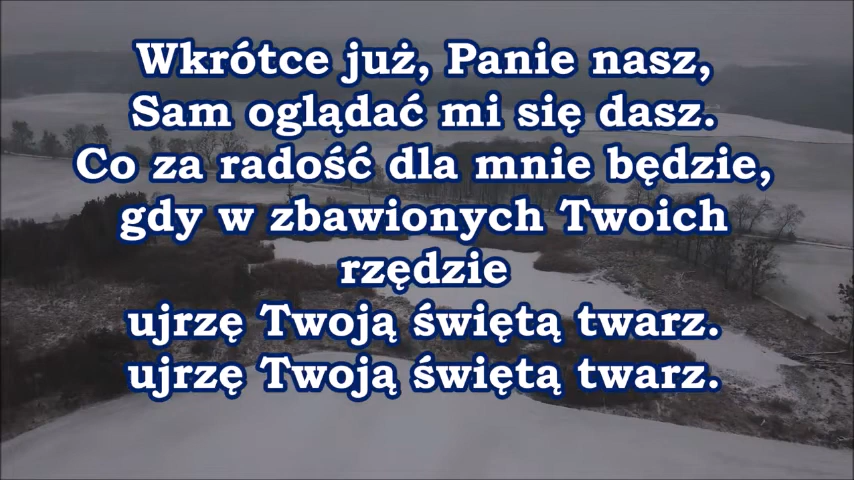 Wkrótce już, Panie nasz,
Sam oglądać mi się dasz.
Co za radość dla mnie będzie,
gdy w zbawionych Twoich
rzędzie
ujrzę Twoją świętą twarz.
ujrzę Twoją świętą twarz.